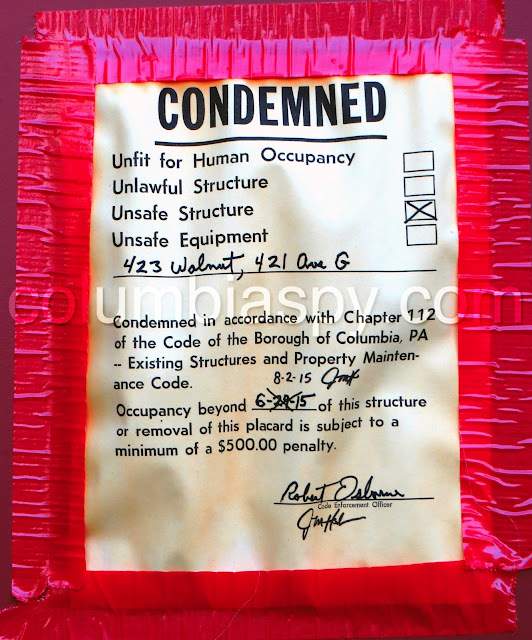 CONDEMNED
Unfit for Human Occupancy
Unlawful Structure
Unsafe Structure
Unsafe Equipment
423 Walnut, 421 Ave G
columbiaspy.com
Condemned in accordance with Chapter 112
of the Code of the Borough of Columbia, PA
-- Existing Structures and Property Mainten-
ance Code.
8-2-15
Occupancy beyond 6-29-15 of this structure
or removal of this placard is subject to a
minimum of a $500.00 penalty.
Robert Osborne
Code Enforcement Officer